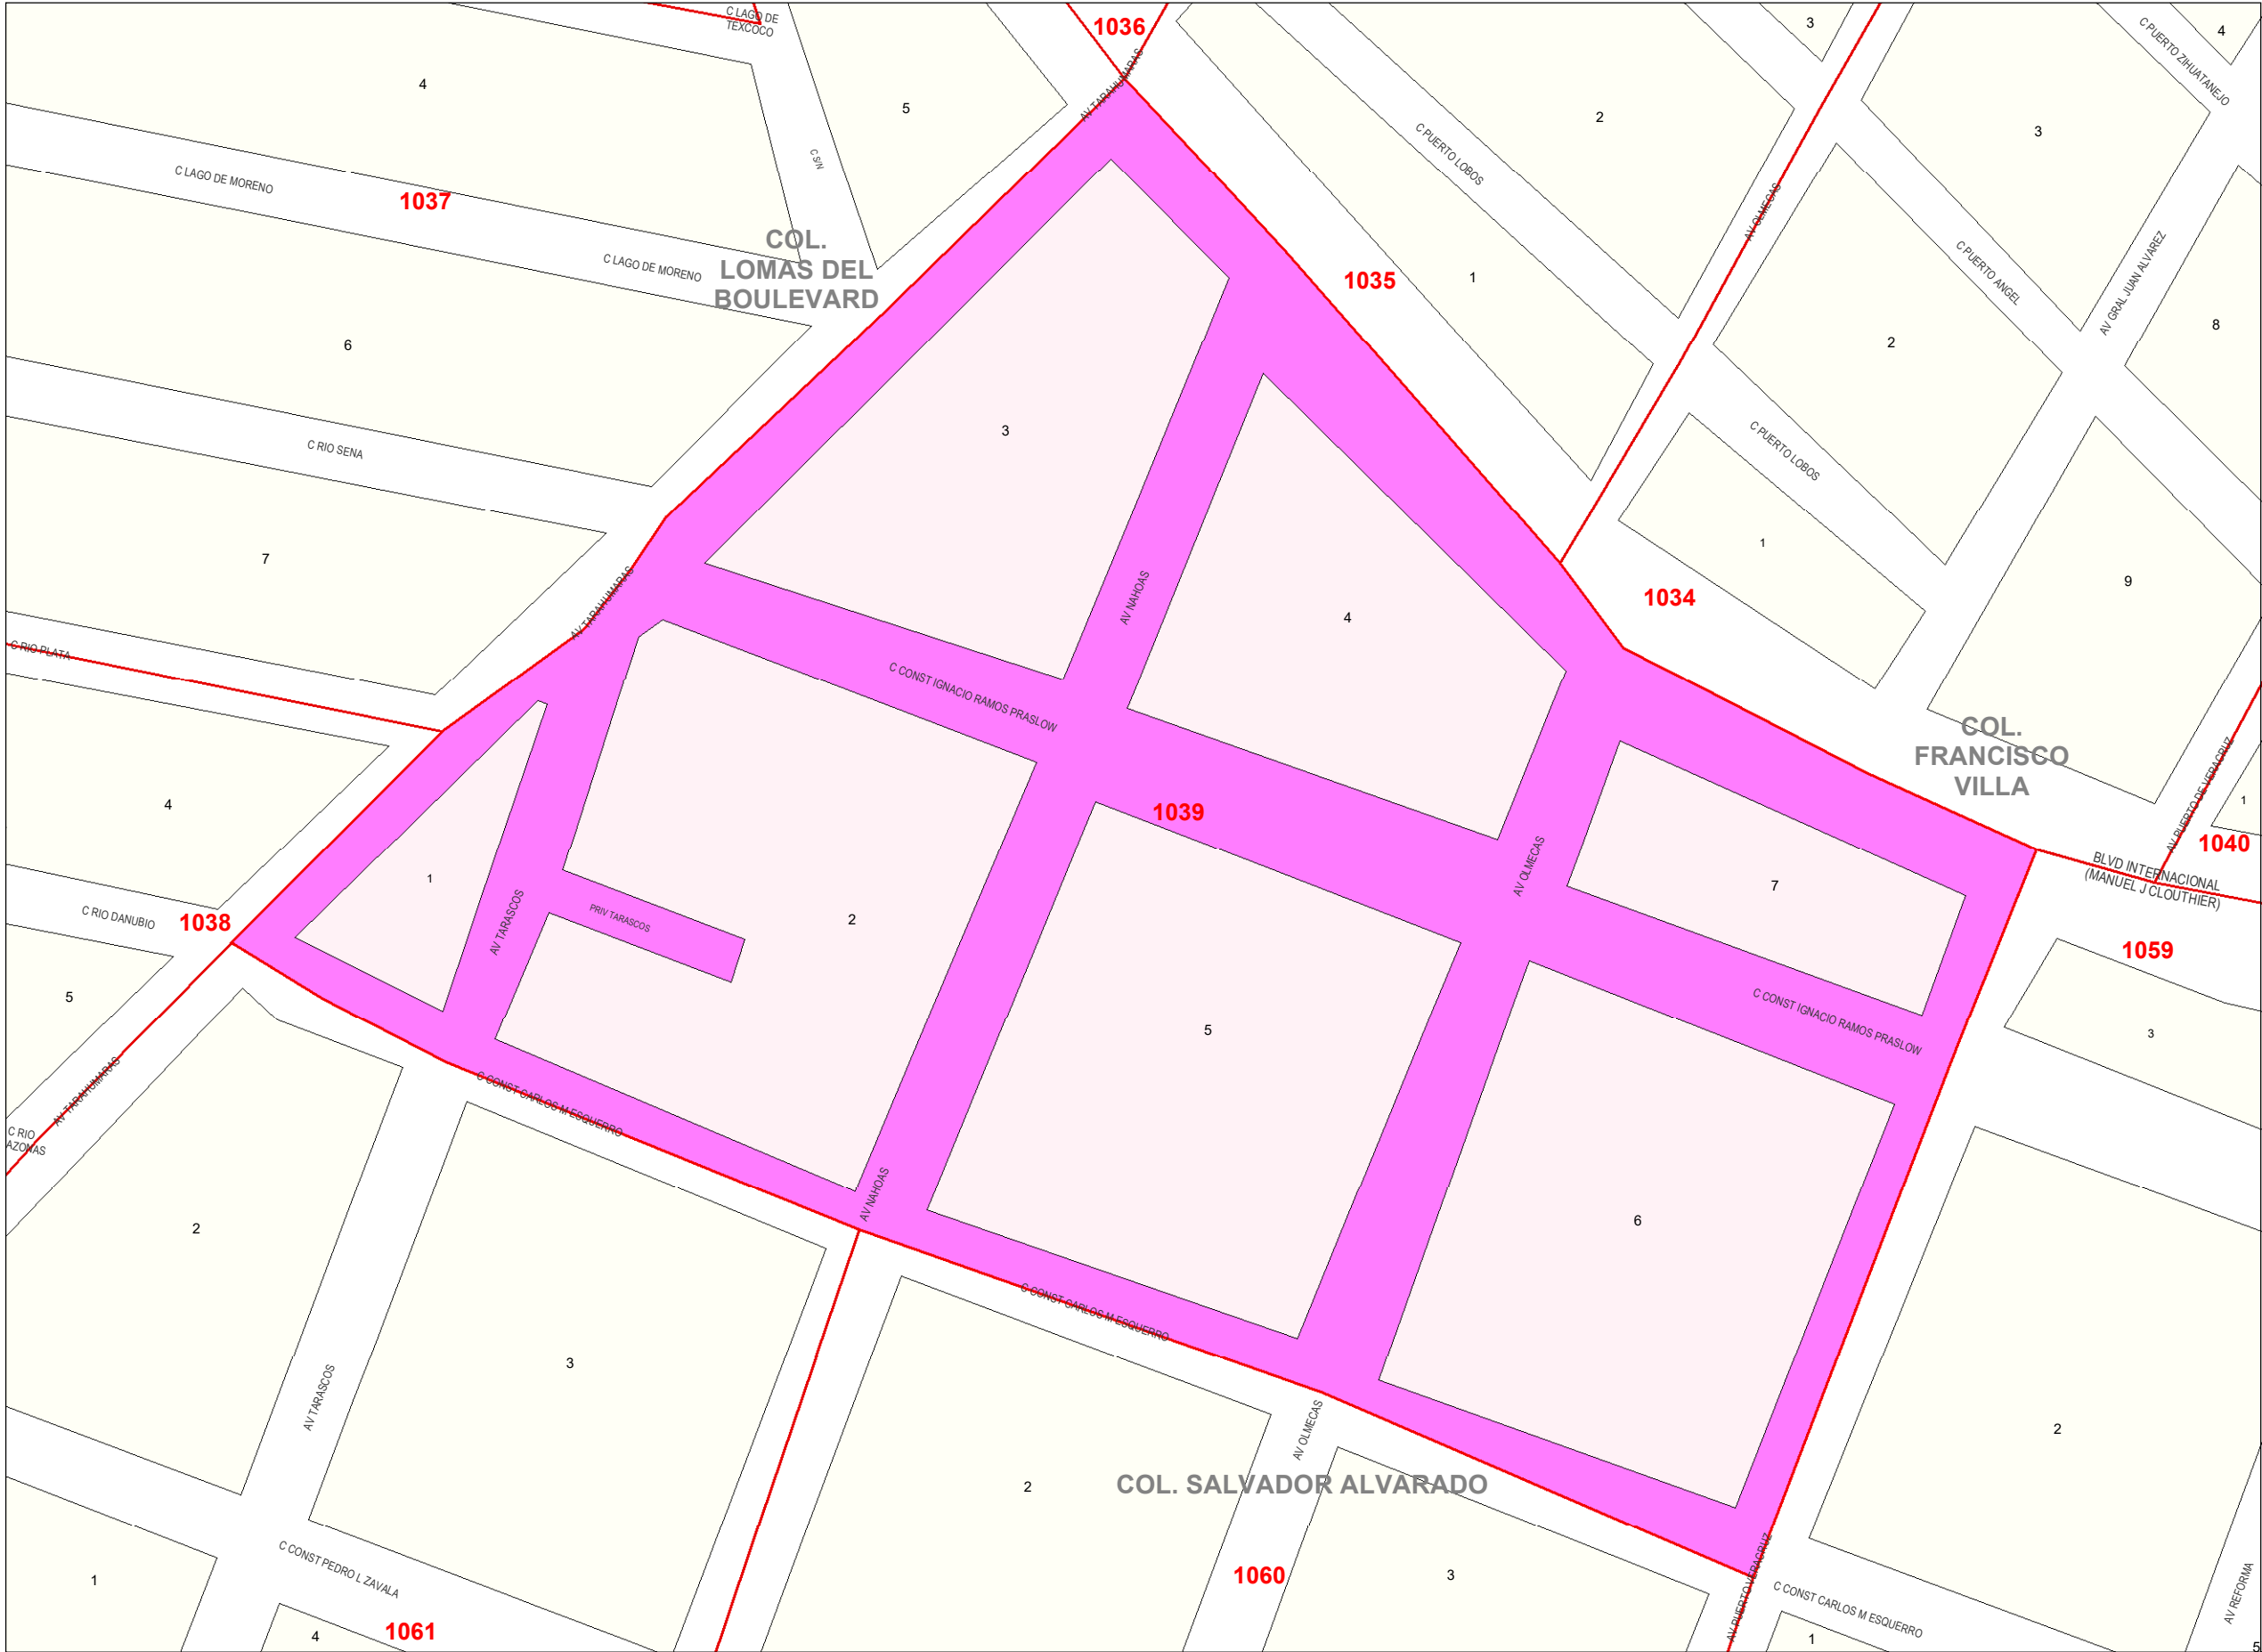 C LAGO DE
TEXCOCO
1036
3
C PUERTO ZIHUATANEJO
4
4
5
AV TARAHUMARAS
2
3
C PUERTO LOBOS
C S/N
C LAGO DE MORENO
1037
AV OLMECAS
COL.
LOMAS DEL
BOULEVARD
C LAGO DE MORENO
1035
1
C PUERTO ANGEL
AV GRAL JUAN ALVAREZ
8
6
2
C RIO SENA
3
C PUERTO LOBOS
7
1
9
AV TARAHUMARAS
AV NAHOAS
4
1034
C RIO PLATA
C CONST IGNACIO RAMOS PRASLOW
COL.
FRANCISCO
VILLA
AV PUERTO DE VERACRUZ
4
1039
1
1040
BLVD INTERNACIONAL
(MANUEL J CLOUTHIER)
1
AV OLMECAS
7
C RIO DANUBIO
1038
AV TARASCOS
PRIV TARASCOS
2
1059
5
C CONST IGNACIO RAMOS PRASLOW
5
3
AV TARAHUMARAS
C CONST CARLOS M ESQUERRO
C RIO
AZONAS
AV NAHOAS
2
6
C CONST CARLOS M ESQUERRO
3
AV TARASCOS
AV OLMECAS
2
2
COL. SALVADOR ALVARADO
C CONST PEDRO L ZAVALA
1
1060
3
AV PUERTO VERACRUZ
C CONST CARLOS M ESQUERRO
AV REFORMA
4
1061
1
5